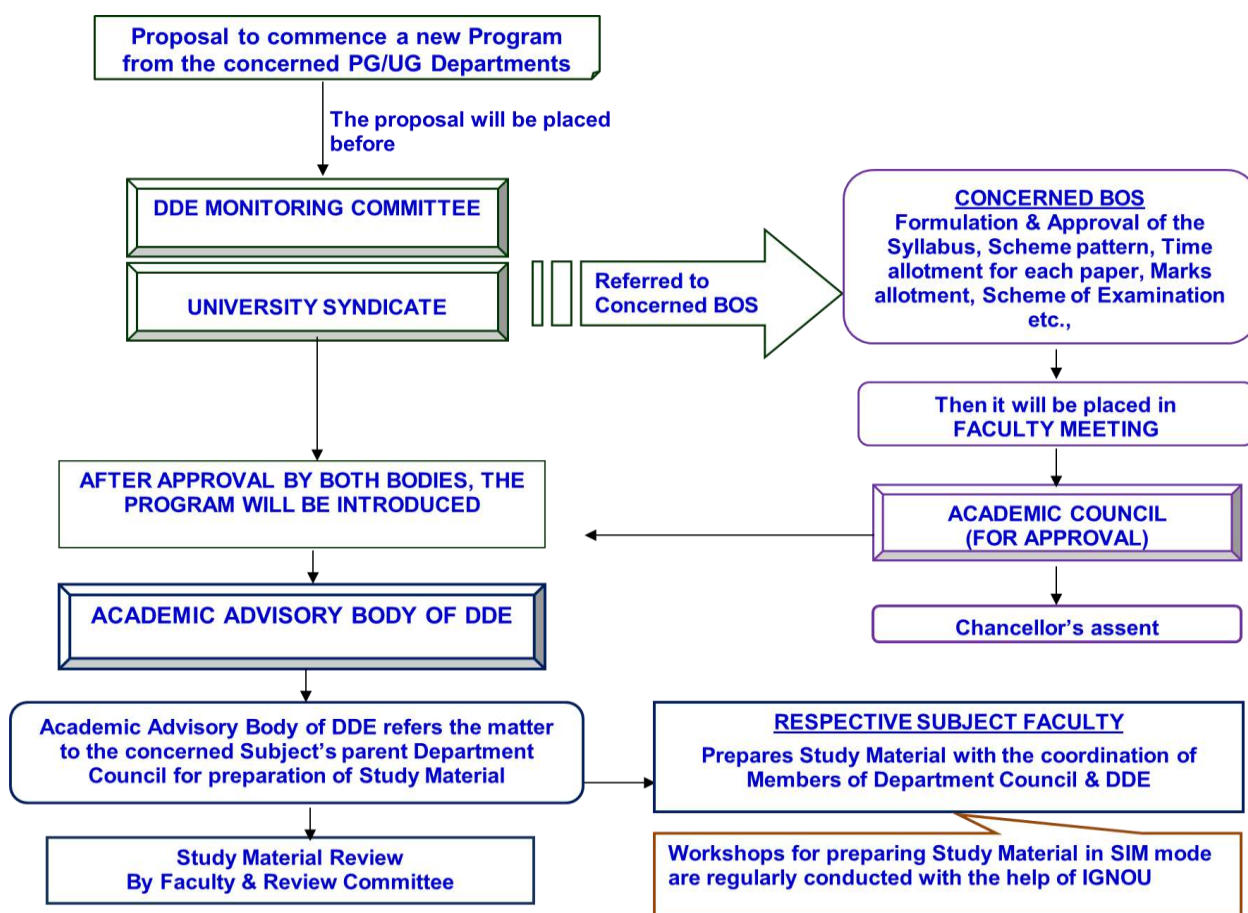 Proposal to commence a new Program
from the concerned PG/UG Departments
The proposal will be placed
before
DDE MONITORING COMMITTEE
UNIVERSITY SYNDICATE
Referred to
Concerned BOS
CONCERNED BOS
Formulation & Approval of the
Syllabus, Scheme pattern, Time
allotment for each paper, Marks
allotment, Scheme of Examination
etc.,
Then it will be placed in
FACULTY MEETING
AFTER APPROVAL BY BOTH BODIES, THE
PROGRAM WILL BE INTRODUCED
ACADEMIC COUNCIL
(FOR APPROVAL)
ACADEMIC ADVISORY BODY OF DDE
Chancellor's assent
Academic Advisory Body of DDE refers the matter
to the concerned Subject's parent Department
Council for preparation of Study Material
RESPECTIVE SUBJECT FACULTY
Prepares Study Material with the coordination of
Members of Department Council & DDE
Study Material Review
By Faculty & Review Committee
Workshops for preparing Study Material in SIM mode
are regularly conducted with the help of IGNOU